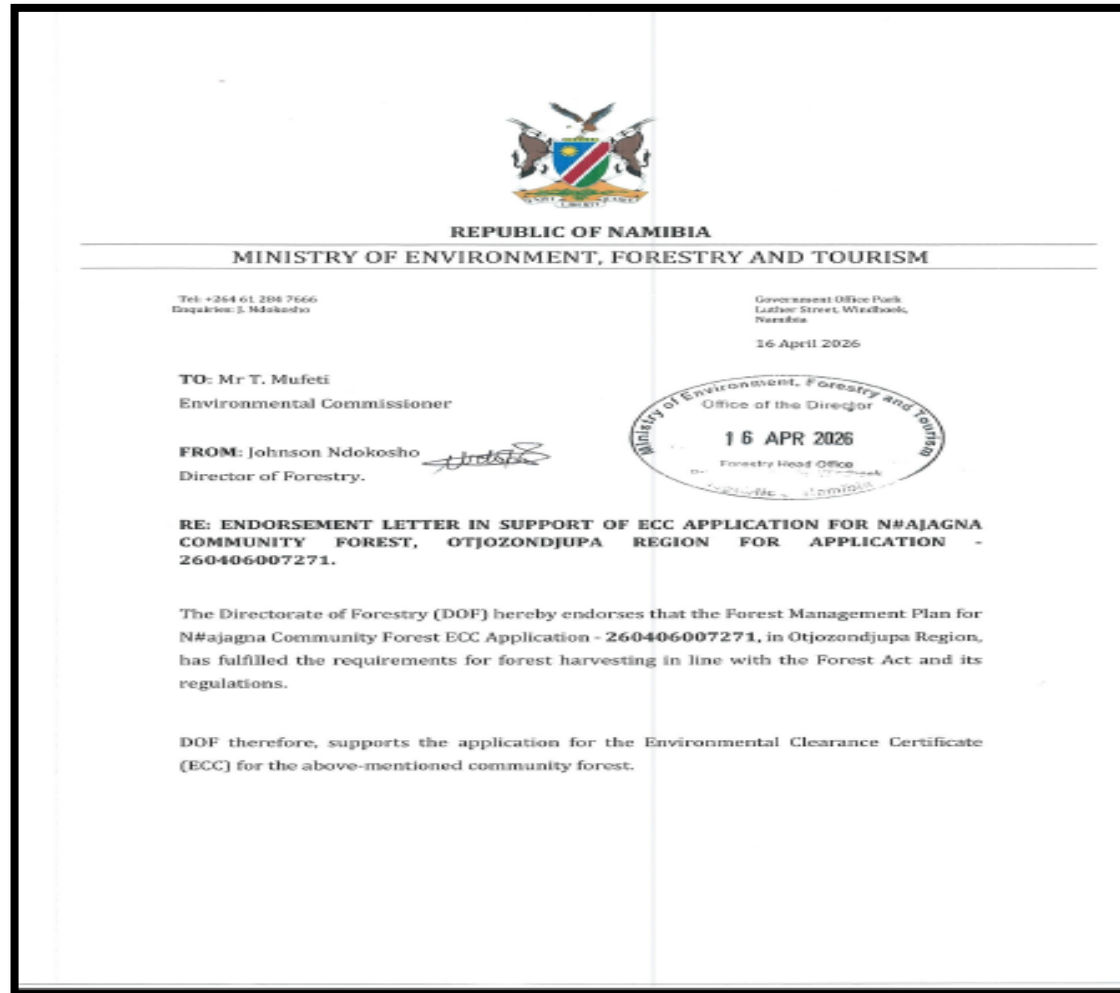 REPUBLIC OF NAMIBIA
MINISTRY OF ENVIRONMENT, FORESTRY AND TOURISM
Tel: +264 61 284 7666
Enquiries: J. Ndokosho
Government Office Park
Luther Street, Windhoek,
Namibia
16 April 2026
TO: Mr T. Mufeti
Environmental Commissioner
Ministry of Environment, Forestry and Tourism
Office of the Director
16 APR 2026
Forestry Head Office
FROM: Johnson Ndokosho
Director of Forestry.
RE: ENDORSEMENT LETTER IN SUPPORT OF ECC APPLICATION FOR N#AJAGNA
COMMUNITY FOREST, OTJOZONDJUPA REGION FOR APPLICATION -
260406007271.
The Directorate of Forestry (DOF) hereby endorses that the Forest Management Plan for
N#ajagna Community Forest ECC Application - 260406007271, in Otjozondjupa Region,
has fulfilled the requirements for forest harvesting in line with the Forest Act and its
regulations.
DOF therefore, supports the application for the Environmental Clearance Certificate
(ECC) for the above-mentioned community forest.